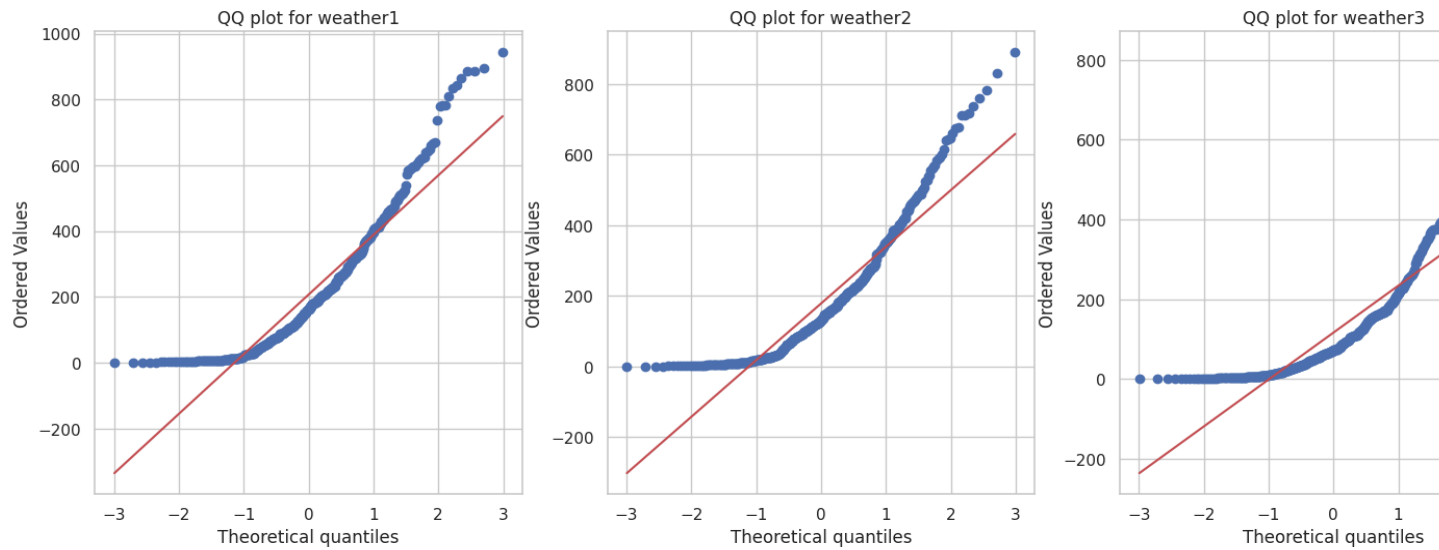 QQ plot for weather1
1000
800
600
400
200
0
−200
−3 −2 −1 0 1 2 3
Theoretical quantiles
Ordered Values
QQ plot for weather2
800
600
400
200
0
−200
−3 −2 −1 0 1 2 3
Theoretical quantiles
Ordered Values
QQ plot for weather3
800
600
400
200
0
−200
−3 −2 −1 0 1
Theoretical quantiles
Ordered Values